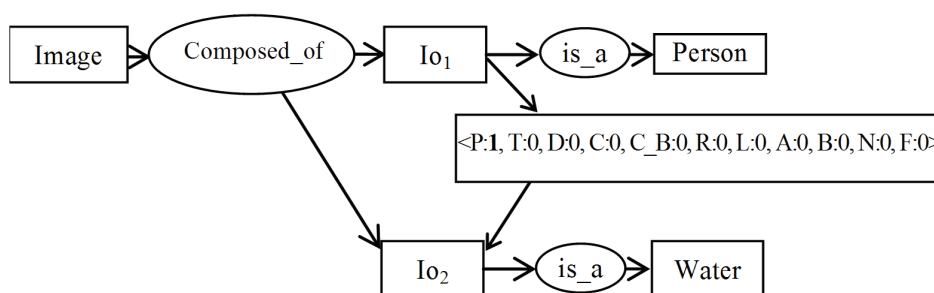 Image
Composed_of
Io₁
is_a
Person
<P:1, T:0, D:0, C:0, C_B:0, R:0, L:0, A:0, B:0, N:0, F:0>
Io₂
is_a
Water